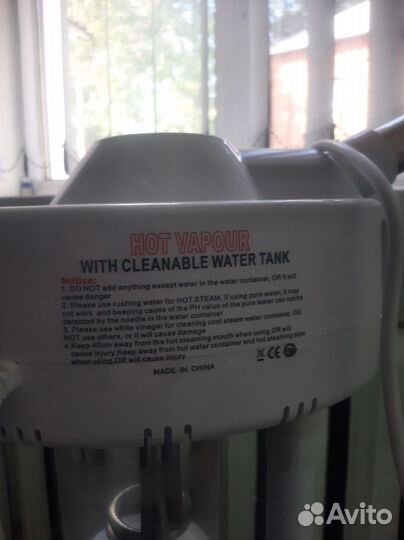 HOT VAPOUR
WITH CLEANABLE WATER TANK
Notice:
1. DO NOT add anything except water in the water container, OR it will
cause danger
2. Please use rushing water for HOT STEAM, if using pure water, it may
not work and beeping cause of the PH value of the pure water can not be
detected by the needle in the water container
3. Please use white vinegar for cleaning cool steam water container, DO
NOT use others, or it will cause damage
4.Keep 40cm away from the hot steaming mouth when using,OR will
cause injury;Keep away from hot water container and hot steaming pipe
when using,OR will cause injury
CE
MADE IN CHINA
Avito